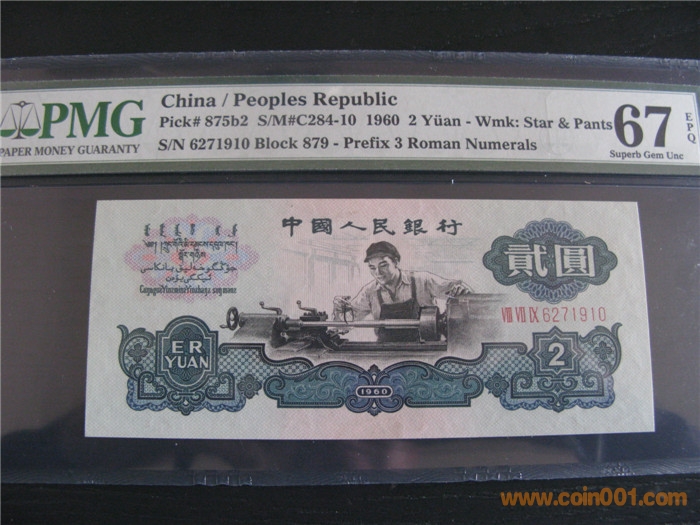 PMG
PAPER MONEY GUARANTY
China / Peoples Republic
Pick# 875b2 S/M#C284-10 1960 2 Yüan - Wmk: Star & Pants
S/N 6271910 Block 879 - Prefix 3 Roman Numerals
67
EPQ
Superb Gem Unc
中國人民銀行
貳圓
VIII VII IX 6271910
ER
YUAN
2
1960
www.coin001.com